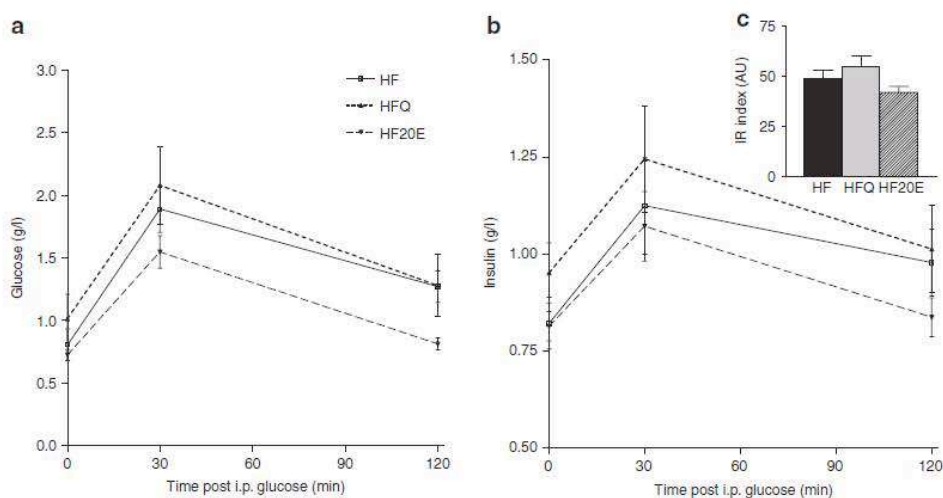 a
3.0
2.5
2.0
1.5
1.0
0.5
0.0
Glucose (g/l)
HF
HFQ
HF20E
0 30 60 90 120
Time post i.p. glucose (min)
b
1.50
1.25
1.00
0.75
0.50
Insulin (g/l)
0 30 60 90 120
Time post i.p. glucose (min)
c
75
50
25
0
IR index (AU)
HF HFQ HF20E